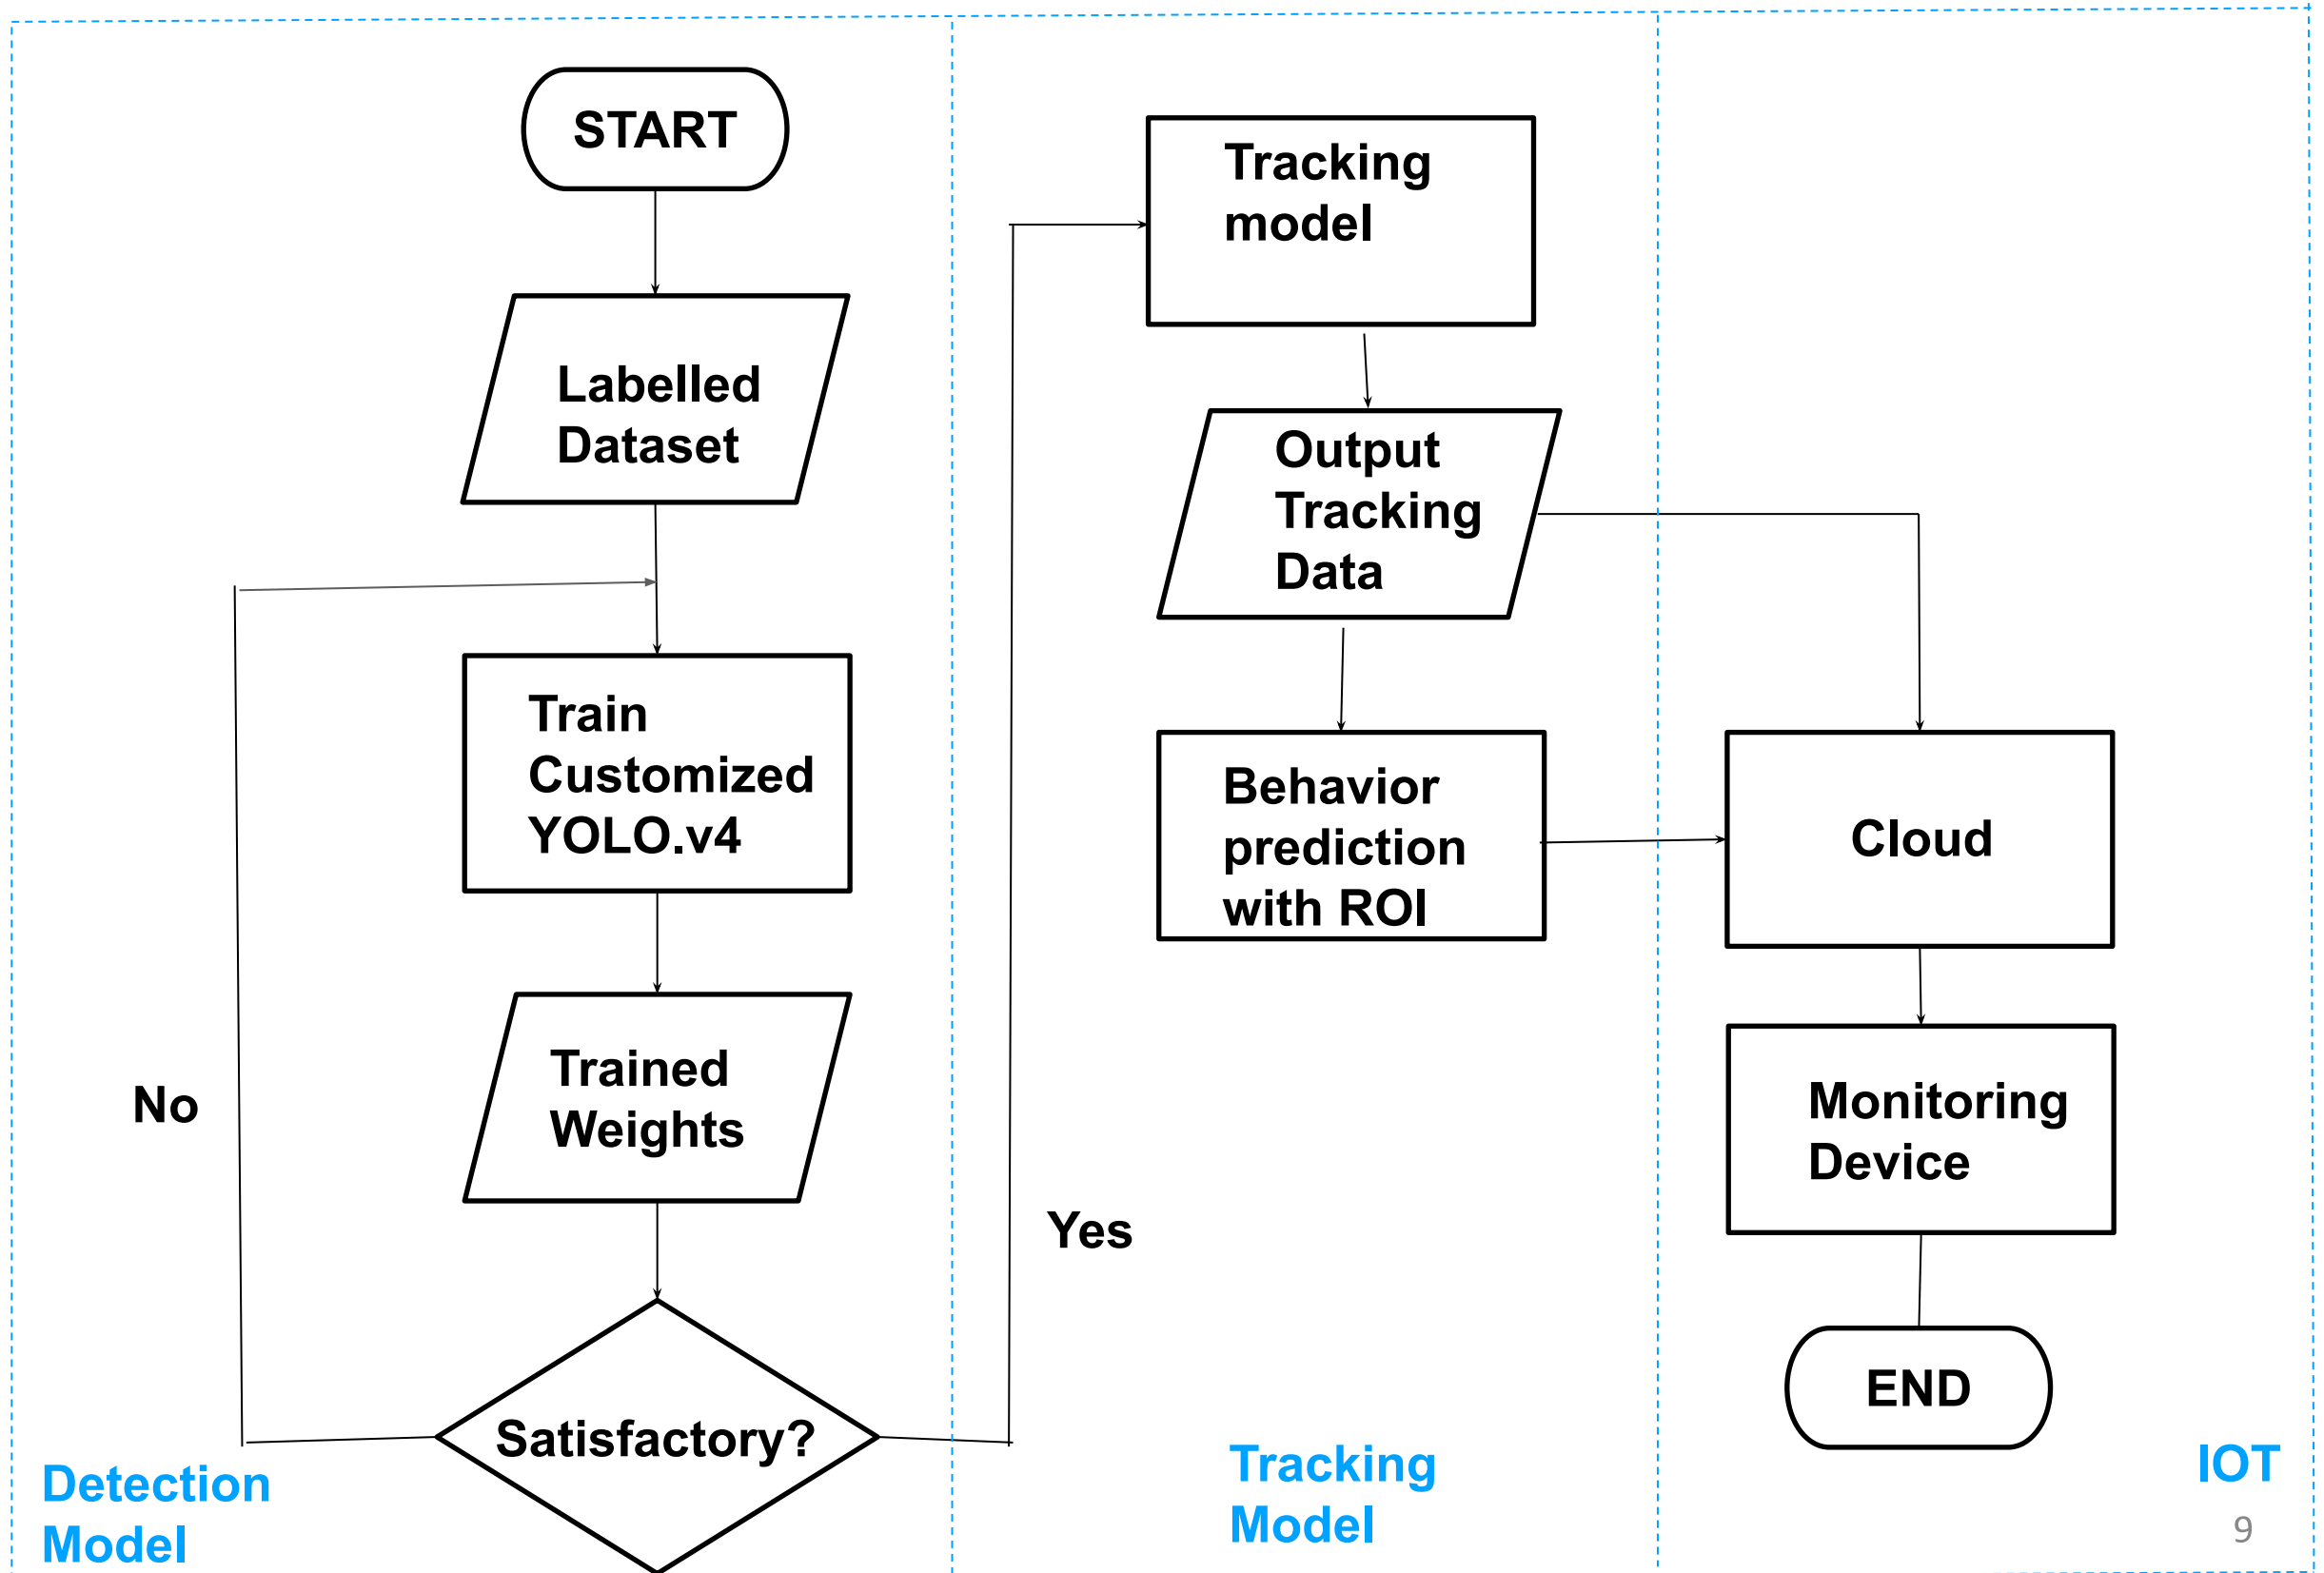 START
Labelled
Dataset
Train
Customized
YOLO.v4
Trained
Weights
No
Satisfactory?
Detection
Model
Yes
Tracking
model
Output
Tracking
Data
Behavior
prediction
with ROI
Tracking
Model
Cloud
Monitoring
Device
END
IOT
9